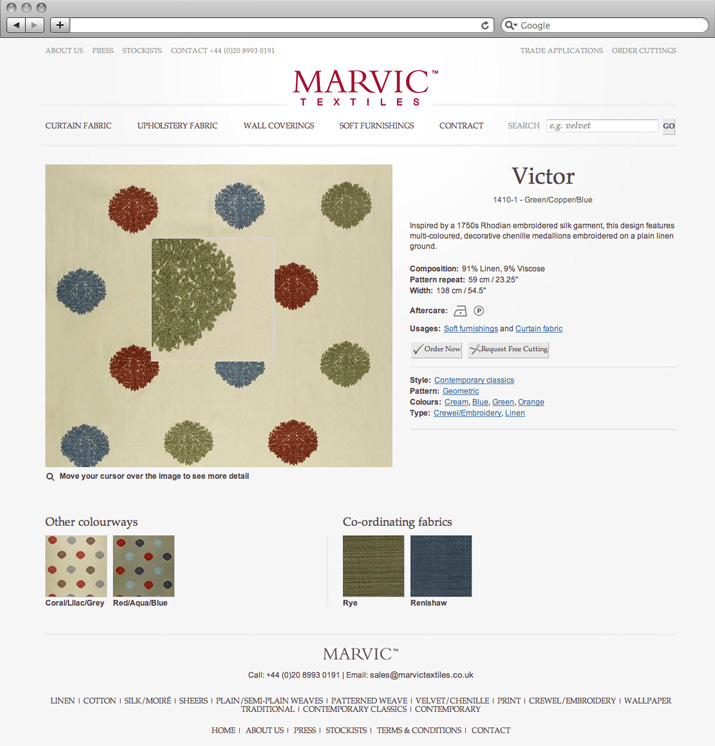 Google
ABOUT US PRESS STOCKISTS CONTACT +44 (0)20 8993 0191
TRADE APPLICATIONS ORDER CUTTINGS
MARVIC™
TEXTILES
CURTAIN FABRIC UPHOLSTERY FABRIC WALL COVERINGS SOFT FURNISHINGS CONTRACT SEARCH e.g. velvet GO
Victor
1410-1 - Green/Copper/Blue
Inspired by a 1750s Rhodian embroidered silk garment, this design features
multi-coloured, decorative chenille medallions embroidered on a plain linen
ground.
Composition: 91% Linen, 9% Viscose
Pattern repeat: 59 cm / 23.25"
Width: 138 cm / 54.5"
Aftercare: P
Usages: Soft furnishings and Curtain fabric
Order Now Request Free Cutting
Style: Contemporary classics
Pattern: Geometric
Colours: Cream, Blue, Green, Orange
Type: Crewel/Embroidery, Linen
Move your cursor over the image to see more detail
Other colourways
Coral/Lilac/Grey Red/Aqua/Blue
Co-ordinating fabrics
Rye Renishaw
MARVIC™
Call: +44 (0)20 8993 0191 | Email: sales@marvictextiles.co.uk
LINEN | COTTON | SILK/MOIRÉ | SHEERS | PLAIN/SEMI-PLAIN WEAVES | PATTERNED WEAVE | VELVET/CHENILLE | PRINT | CREWEL/EMBROIDERY | WALLPAPER
TRADITIONAL | CONTEMPORARY CLASSICS | CONTEMPORARY
HOME | ABOUT US | PRESS | STOCKISTS | TERMS & CONDITIONS | CONTACT